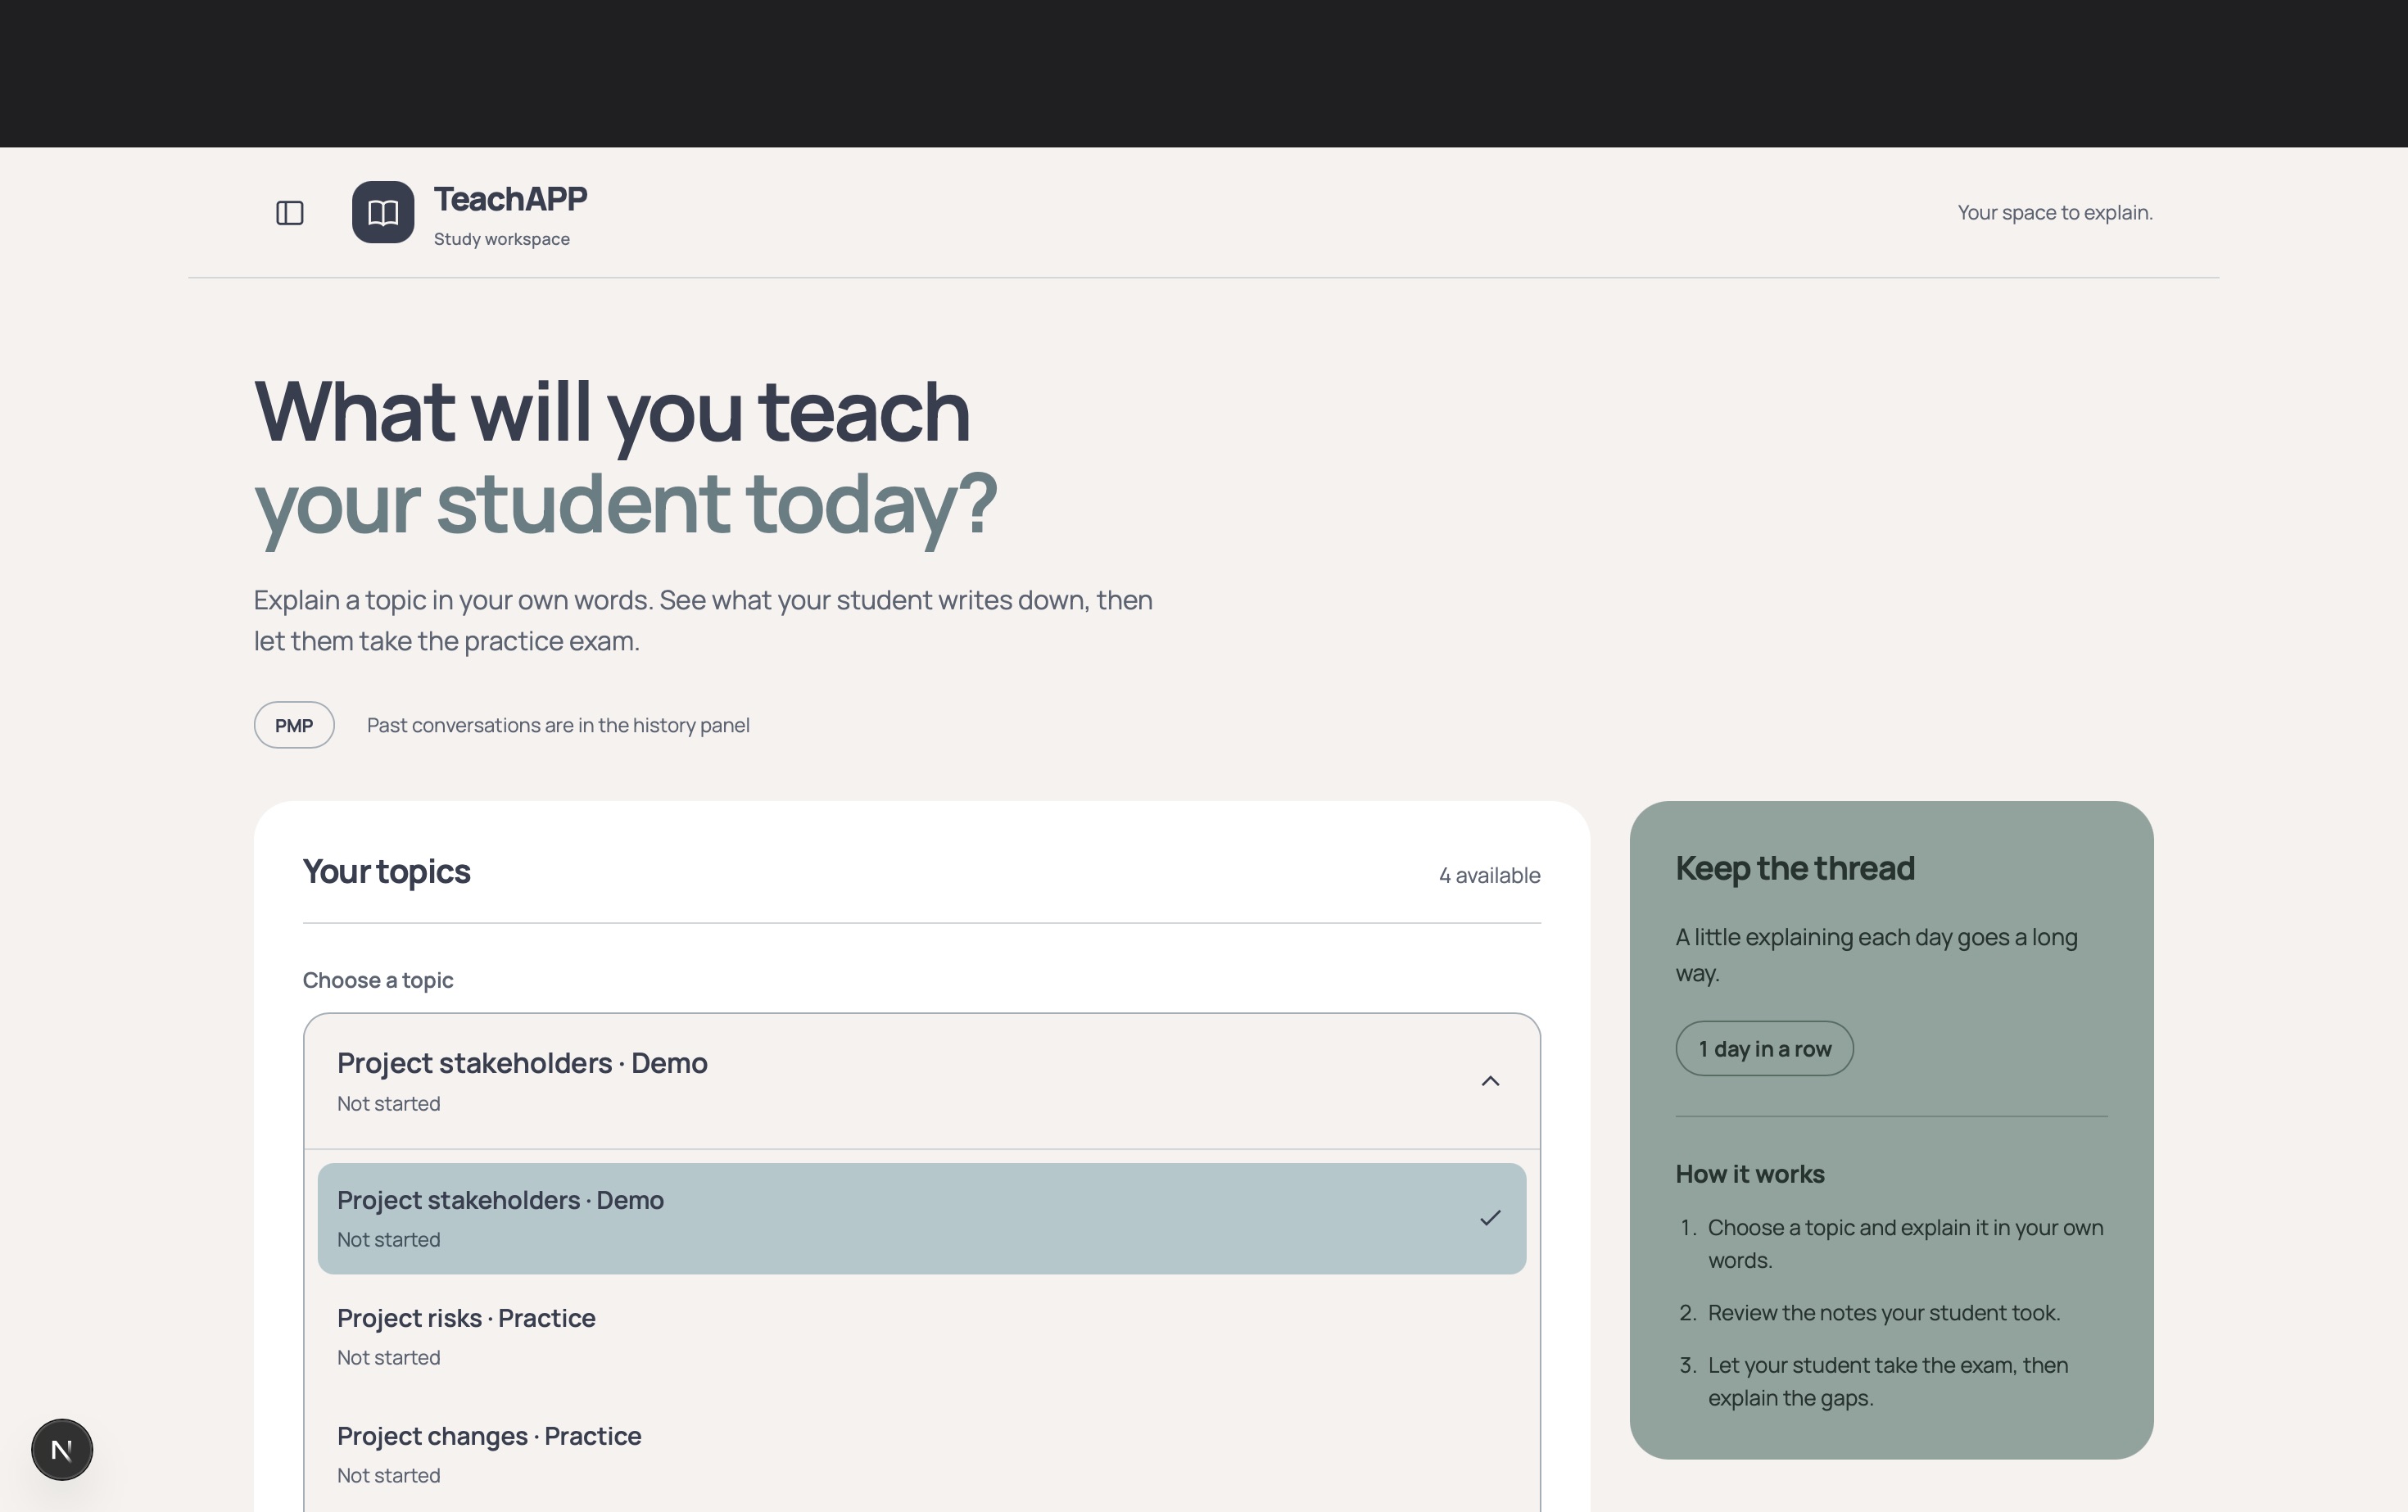 TeachAPP
Study workspace
Your space to explain.
What will you teach
your student today?
Explain a topic in your own words. See what your student writes down, then
let them take the practice exam.
PMP
Past conversations are in the history panel
Your topics
4 available
Choose a topic
Project stakeholders · Demo
Not started
Project stakeholders · Demo
Not started
Project risks · Practice
Not started
Project changes · Practice
Not started
Keep the thread
A little explaining each day goes a long
way.
1 day in a row
How it works
1. Choose a topic and explain it in your own
words.
2. Review the notes your student took.
3. Let your student take the exam, then
explain the gaps.
N